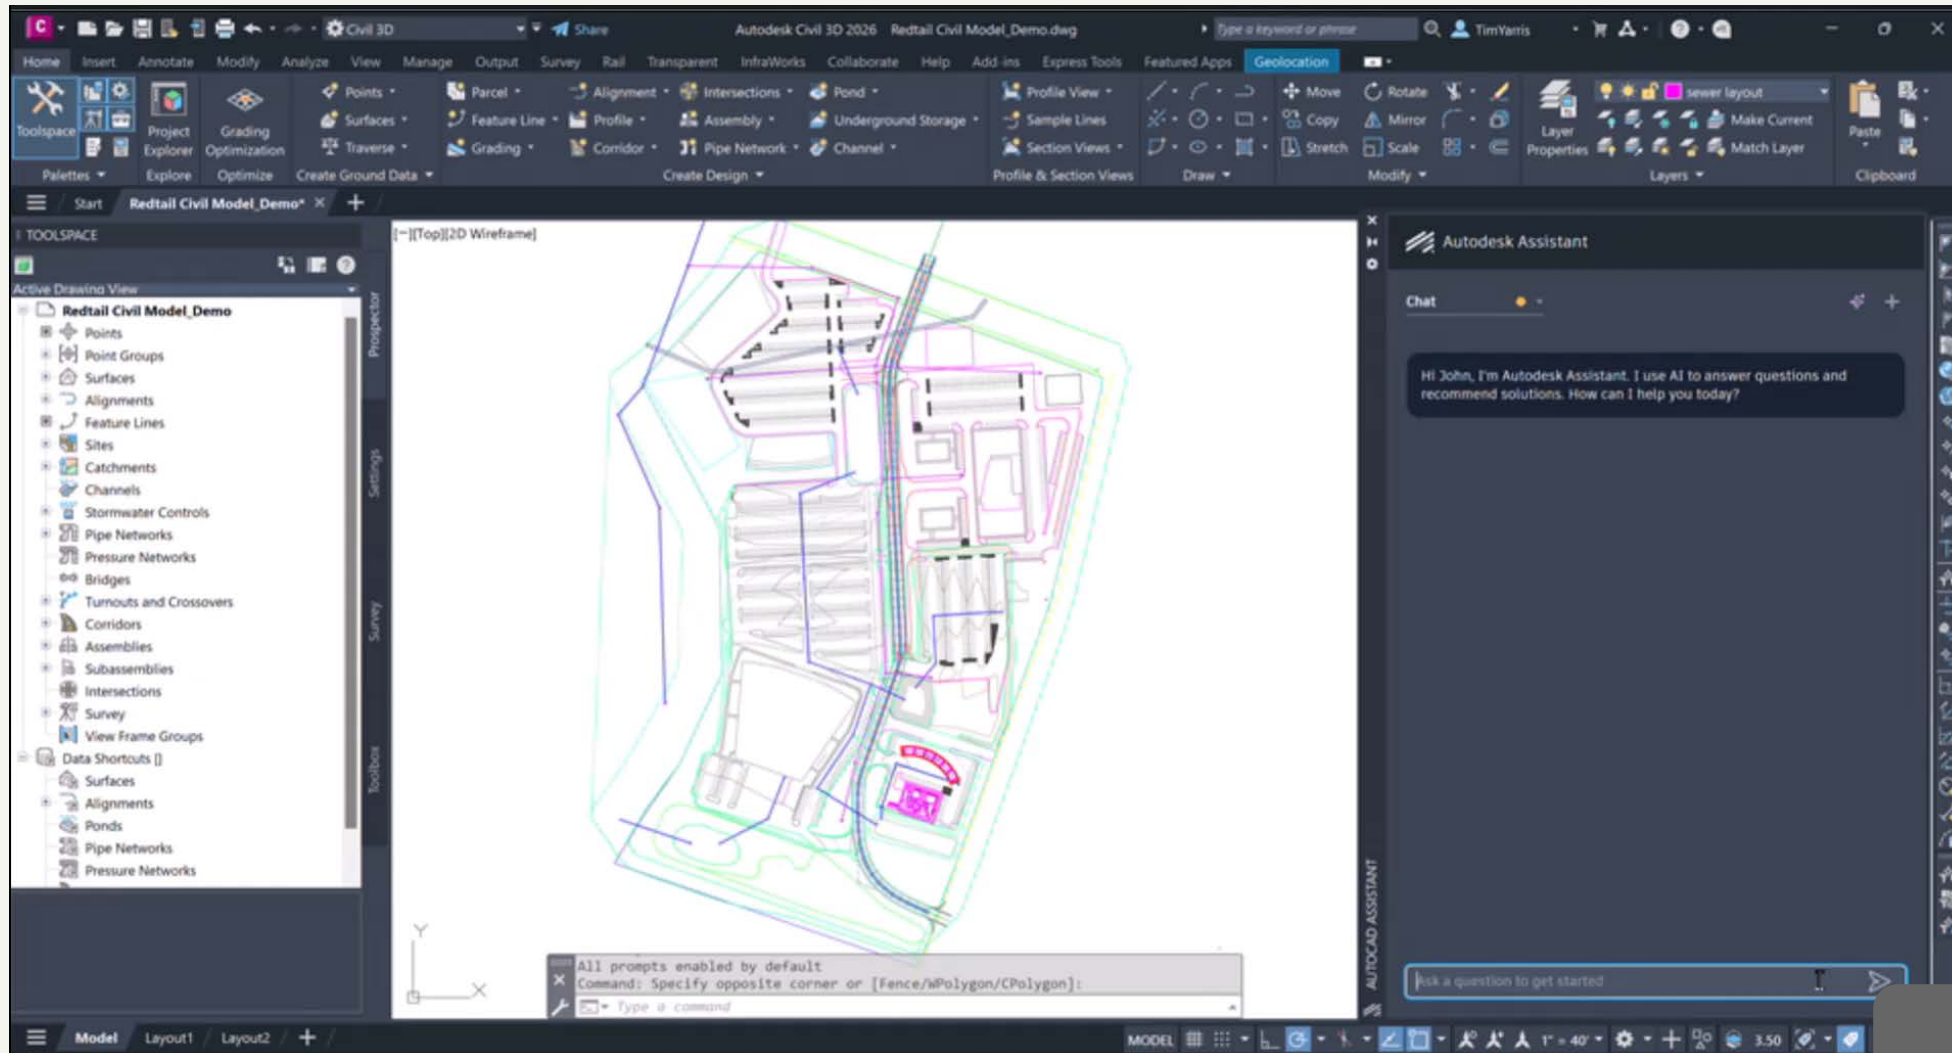 C
Civil 3D
Share
Autodesk Civil 3D 2026 Redtail Civil Model_Demo.dwg
Type a keyword or phrase
TimYarris
Home Insert Annotate Modify Analyze View Manage Output Survey Rail Transparent InfraWorks Collaborate Help Add-ins Express Tools Featured Apps Geolocation
Points Parcel Alignment Intersections Pond Profile View Move Rotate sewer layout
Surfaces Feature Line Profile Assembly Underground Storage Sample Lines Copy Mirror Make Current
Toolspace Project Explorer Grading Optimization
Traverse Grading Corridor Pipe Network Channel Section Views Stretch Scale Layer Properties Match Layer Paste
Palettes Explore Optimize Create Ground Data Create Design Profile & Section Views Draw Modify Layers Clipboard
Start Redtail Civil Model_Demo*
TOOLSPACE
Active Drawing View
Redtail Civil Model_Demo
Points
Point Groups
Surfaces
Alignments
Feature Lines
Sites
Catchments
Channels
Stormwater Controls
Pipe Networks
Pressure Networks
Bridges
Turnouts and Crossovers
Corridors
Assemblies
Subassemblies
Intersections
Survey
View Frame Groups
Data Shortcuts []
Surfaces
Alignments
Ponds
Pipe Networks
Pressure Networks
Prospector
Settings
Survey
Toolbox
[−][Top][2D Wireframe]
Y
X
All prompts enabled by default
Command: Specify opposite corner or [Fence/WPolygon/CPolygon]:
Type a command
AUTOCAD ASSISTANT
Autodesk Assistant
Chat
Hi John, I'm Autodesk Assistant. I use AI to answer questions and
recommend solutions. How can I help you today?
Ask a question to get started
Model Layout1 Layout2
MODEL 1" = 40' 3.50